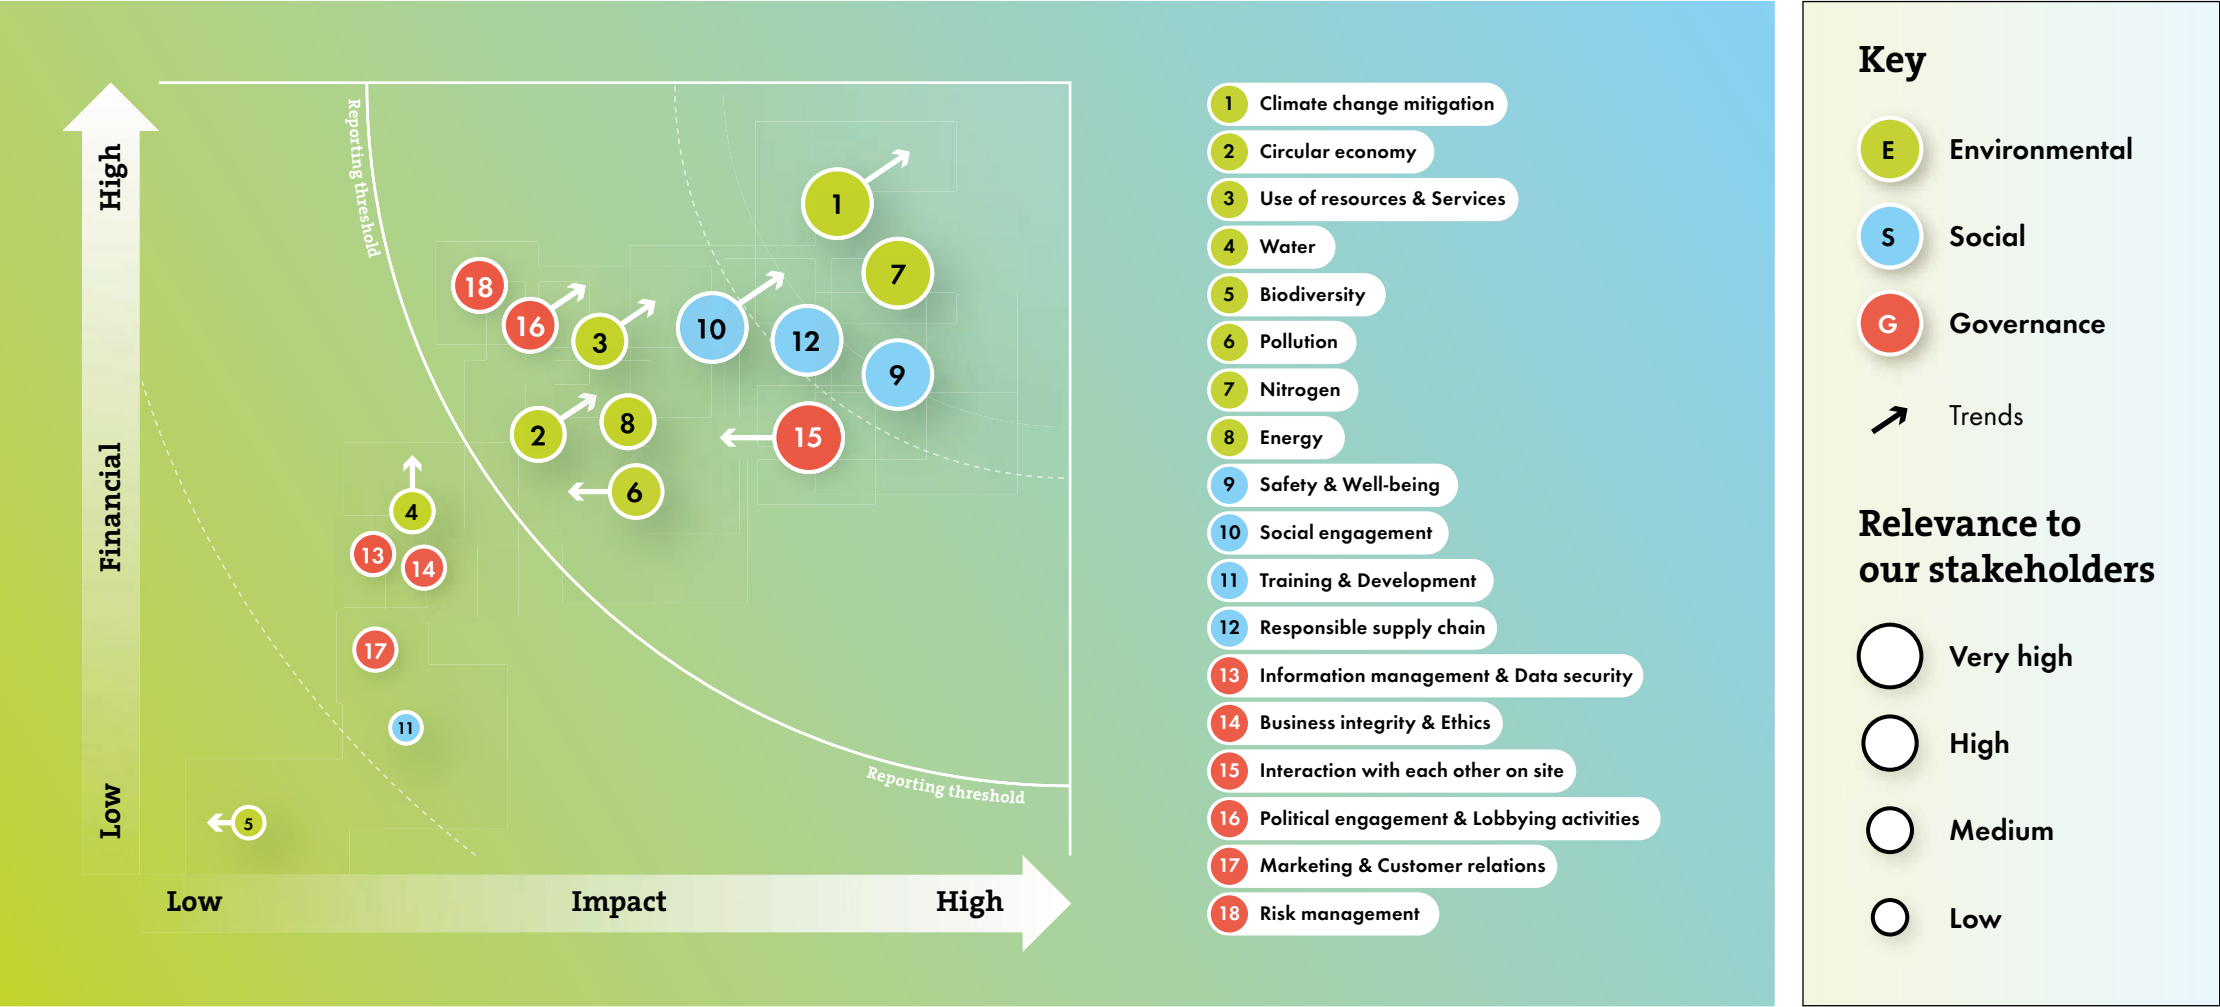 High
Financial
Low
Low
Impact
High
Reporting threshold
Reporting threshold
1
7
18
16
3
10
12
9
2
8
15
6
4
13
14
17
11
5
1 Climate change mitigation
2 Circular economy
3 Use of resources & Services
4 Water
5 Biodiversity
6 Pollution
7 Nitrogen
8 Energy
9 Safety & Well-being
10 Social engagement
11 Training & Development
12 Responsible supply chain
13 Information management & Data security
14 Business integrity & Ethics
15 Interaction with each other on site
16 Political engagement & Lobbying activities
17 Marketing & Customer relations
18 Risk management
Key
E Environmental
S Social
G Governance
Trends
Relevance to
our stakeholders
Very high
High
Medium
Low